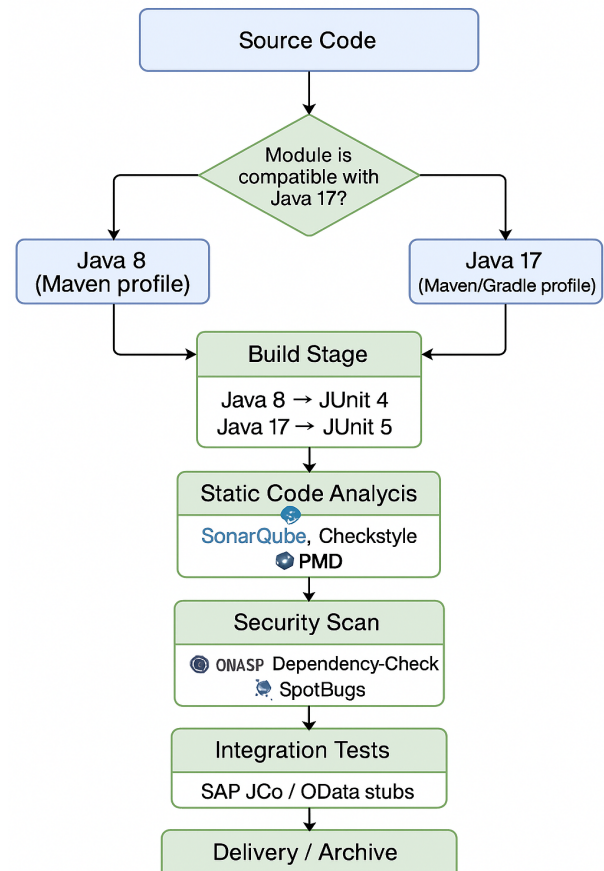 Source Code
Module is
compatible with
Java 17?
Java 8
(Maven profile)
Java 17
(Maven/Gradle profile)
Build Stage
Java 8 → JUnit 4
Java 17 → JUnit 5
Static Code Analysis
SonarQube, Checkstyle
PMD
Security Scan
ONASP Dependency-Check
SpotBugs
Integration Tests
SAP JCo / OData stubs
Delivery / Archive